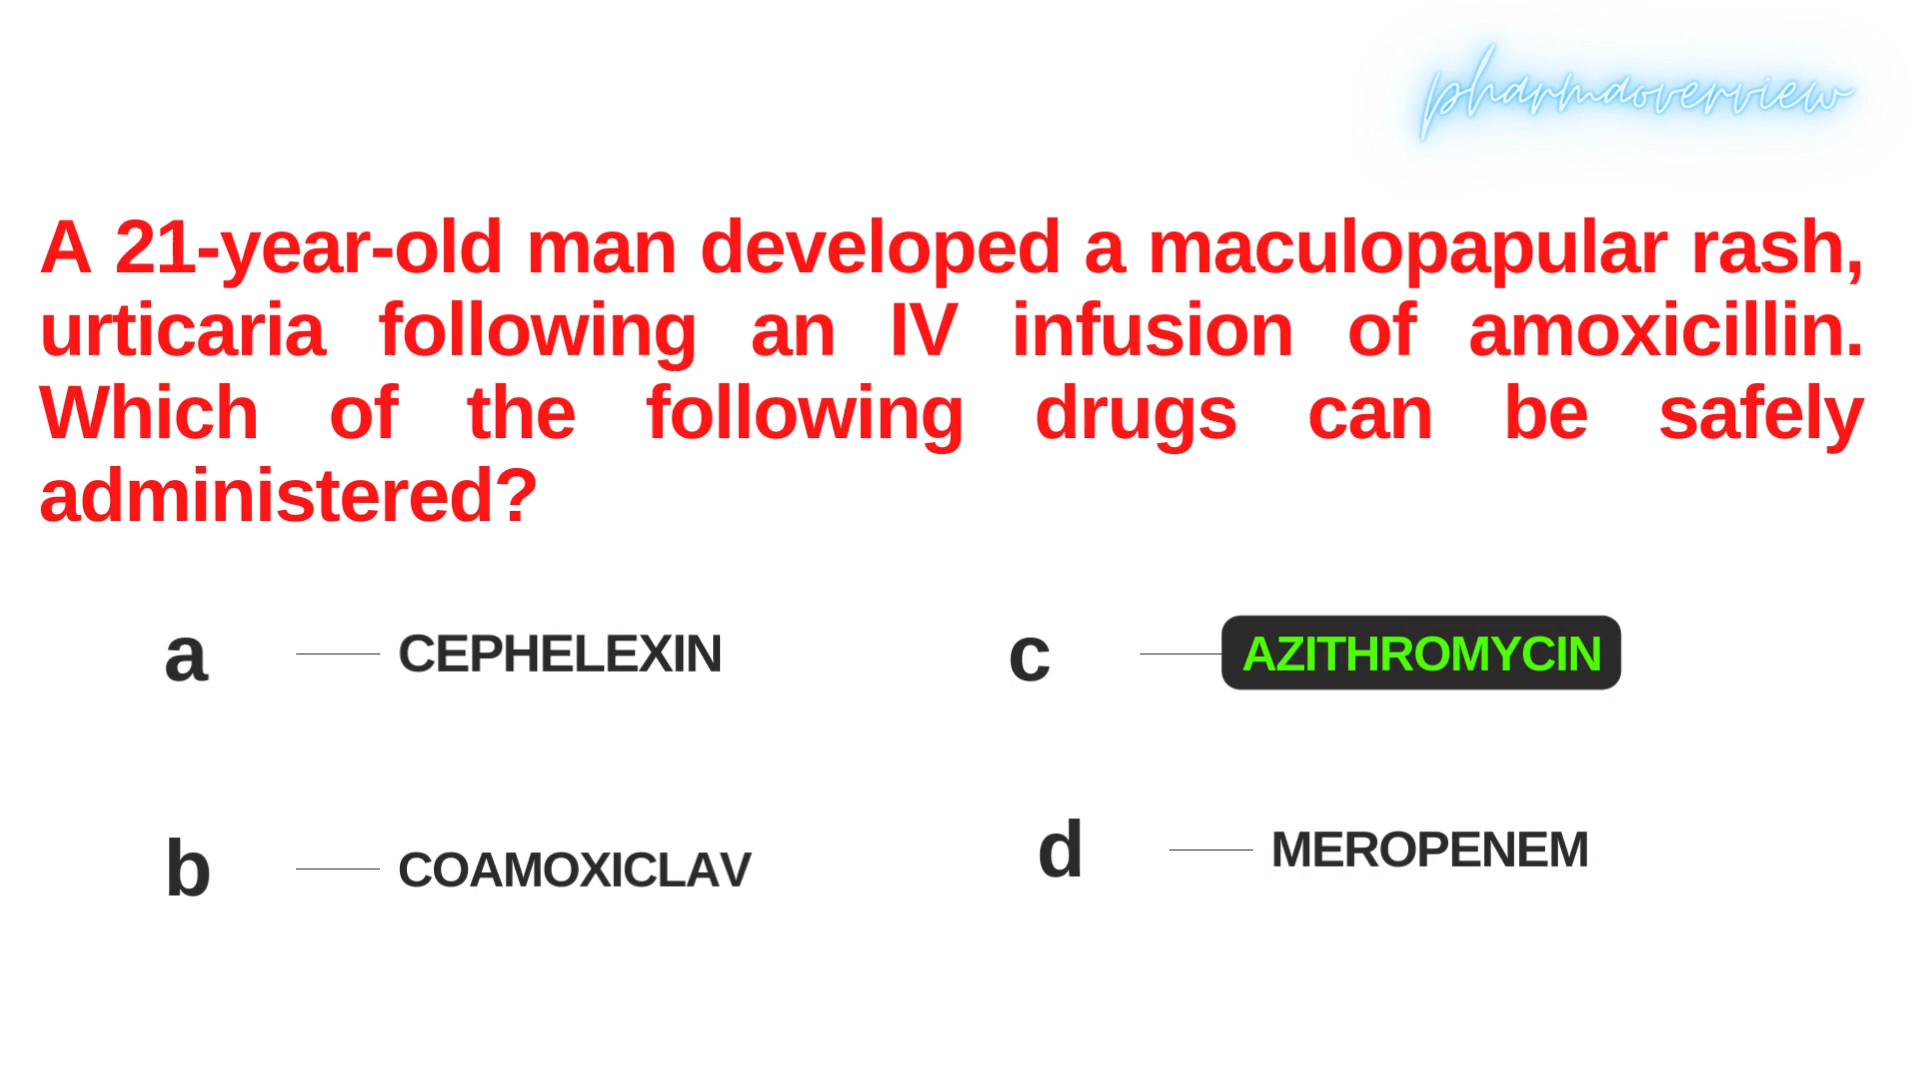 pharmaoverview
A 21-year-old man developed a maculopapular rash,
urticaria following an IV infusion of amoxicillin.
Which of the following drugs can be safely
administered?
a CEPHELEXIN
c AZITHROMYCIN
b COAMOXICLAV
d MEROPENEM